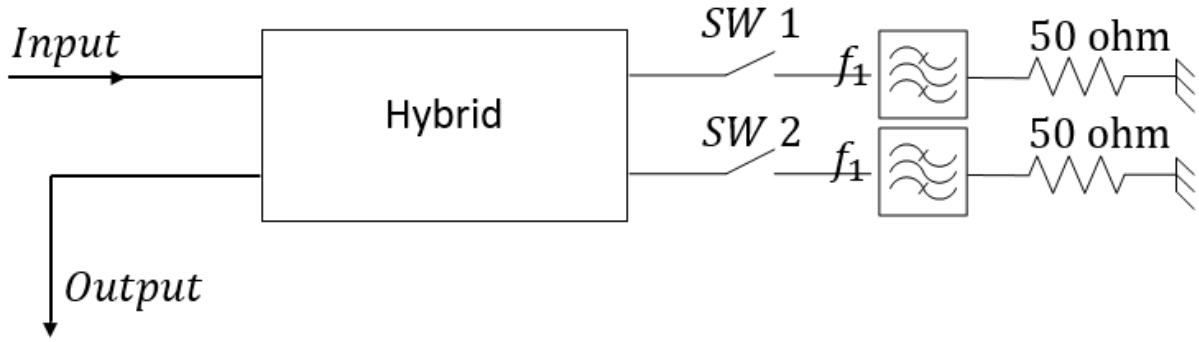 Input
Hybrid
SW 1
f₁
50 ohm
SW 2
f₁
50 ohm
Output